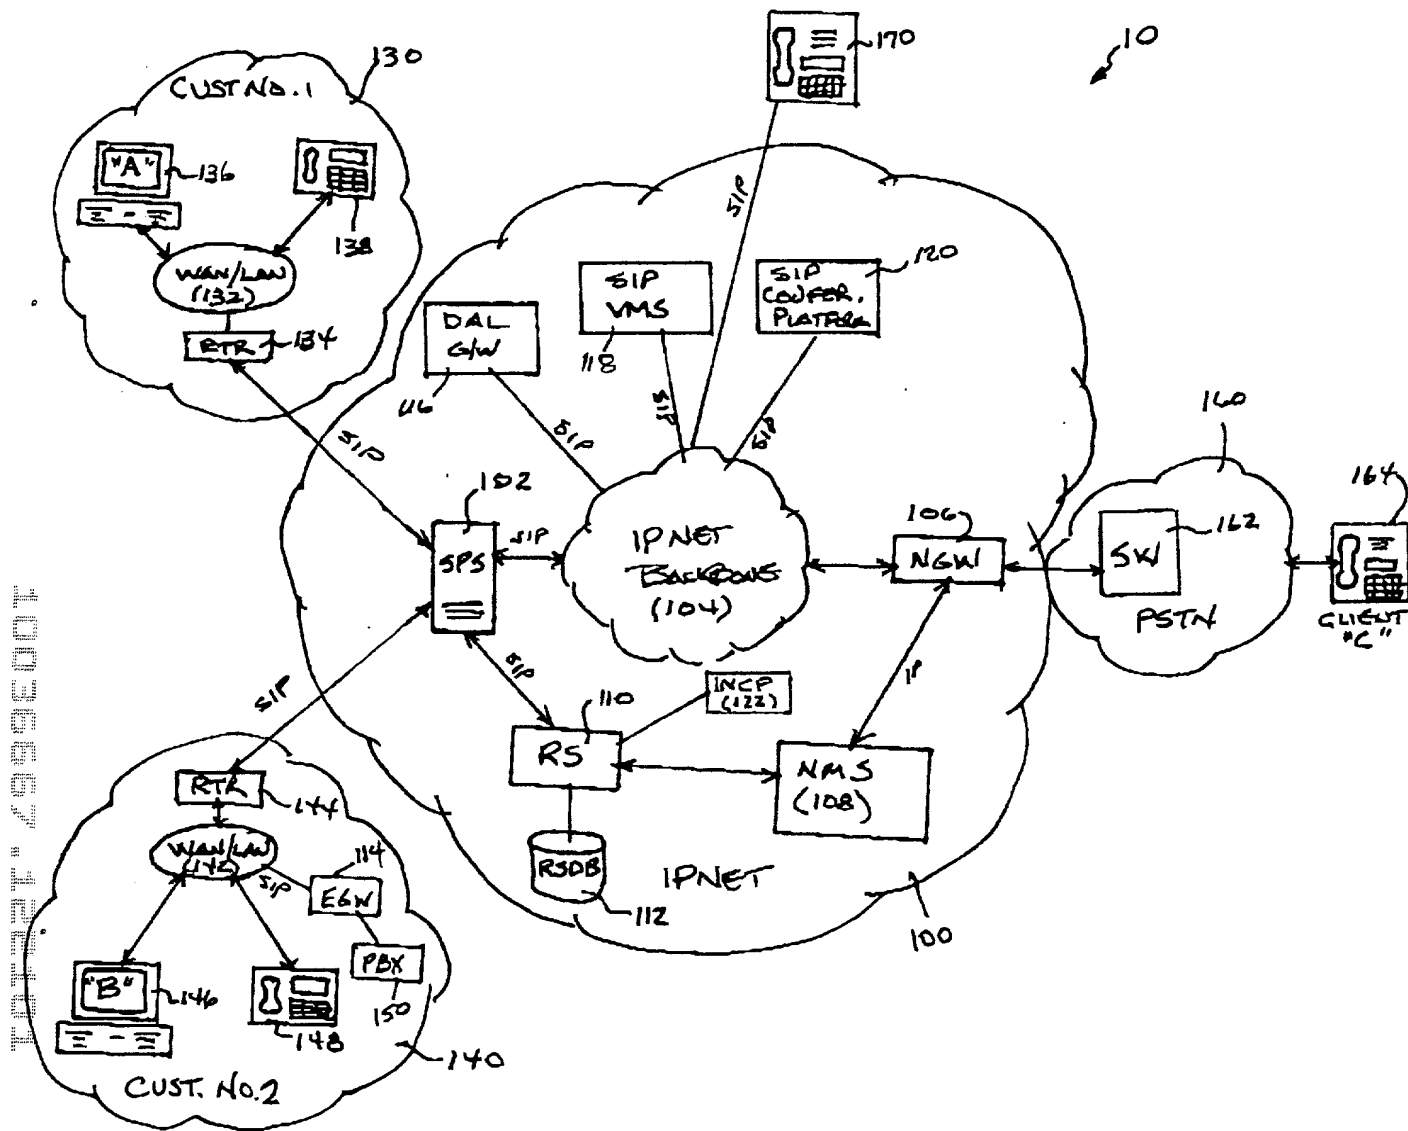 10
170
130
CUST NO. 1
"A"
136
138
WAN/LAN
(132)
RTR
134
SIP
SIP
DAL
G/W
116
SIP
SIP
VMS
118
SIP
SIP
CONFER.
PLATFORM
120
SIP
102
SPS
SIP
IPNET
BACKBONE
(104)
106
NGW
160
162
SW
PSTN
164
CLIENT
"C"
SIP
SIP
IP
INCP
(122)
110
RS
NMS
(108)
RSDB
112
IPNET
100
RTR
144
WAN/LAN
142
SIP
114
EGW
PBX
150
"B"
146
148
140
CUST. NO. 2